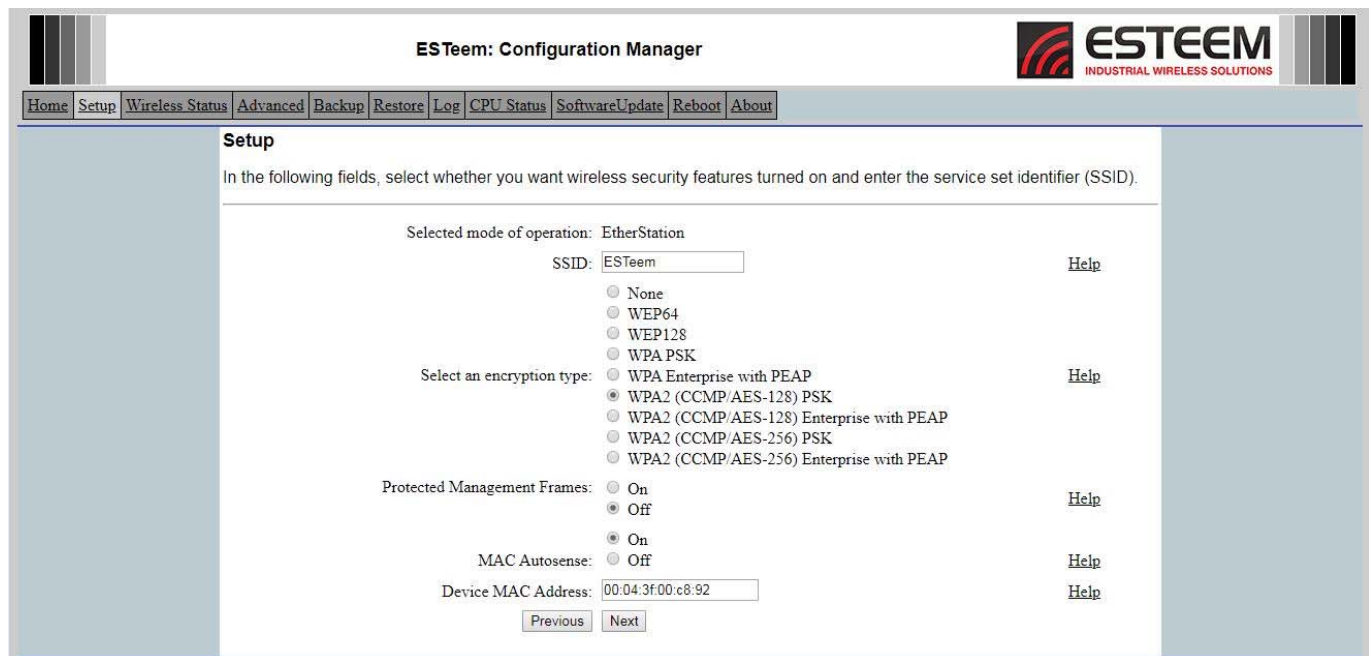 ESTeem: Configuration Manager
ESTEEM
INDUSTRIAL WIRELESS SOLUTIONS
Home Setup Wireless Status Advanced Backup Restore Log CPU Status SoftwareUpdate Reboot About
Setup
In the following fields, select whether you want wireless security features turned on and enter the service set identifier (SSID).
Selected mode of operation: EtherStation
SSID: ESTeem Help
None
WEP64
WEP128
WPA PSK
Select an encryption type: WPA Enterprise with PEAP Help
WPA2 (CCMP/AES-128) PSK
WPA2 (CCMP/AES-128) Enterprise with PEAP
WPA2 (CCMP/AES-256) PSK
WPA2 (CCMP/AES-256) Enterprise with PEAP
Protected Management Frames: On
Off Help
On
MAC Autosense: Off Help
Device MAC Address: 00:04:3f:00:c8:92 Help
Previous Next